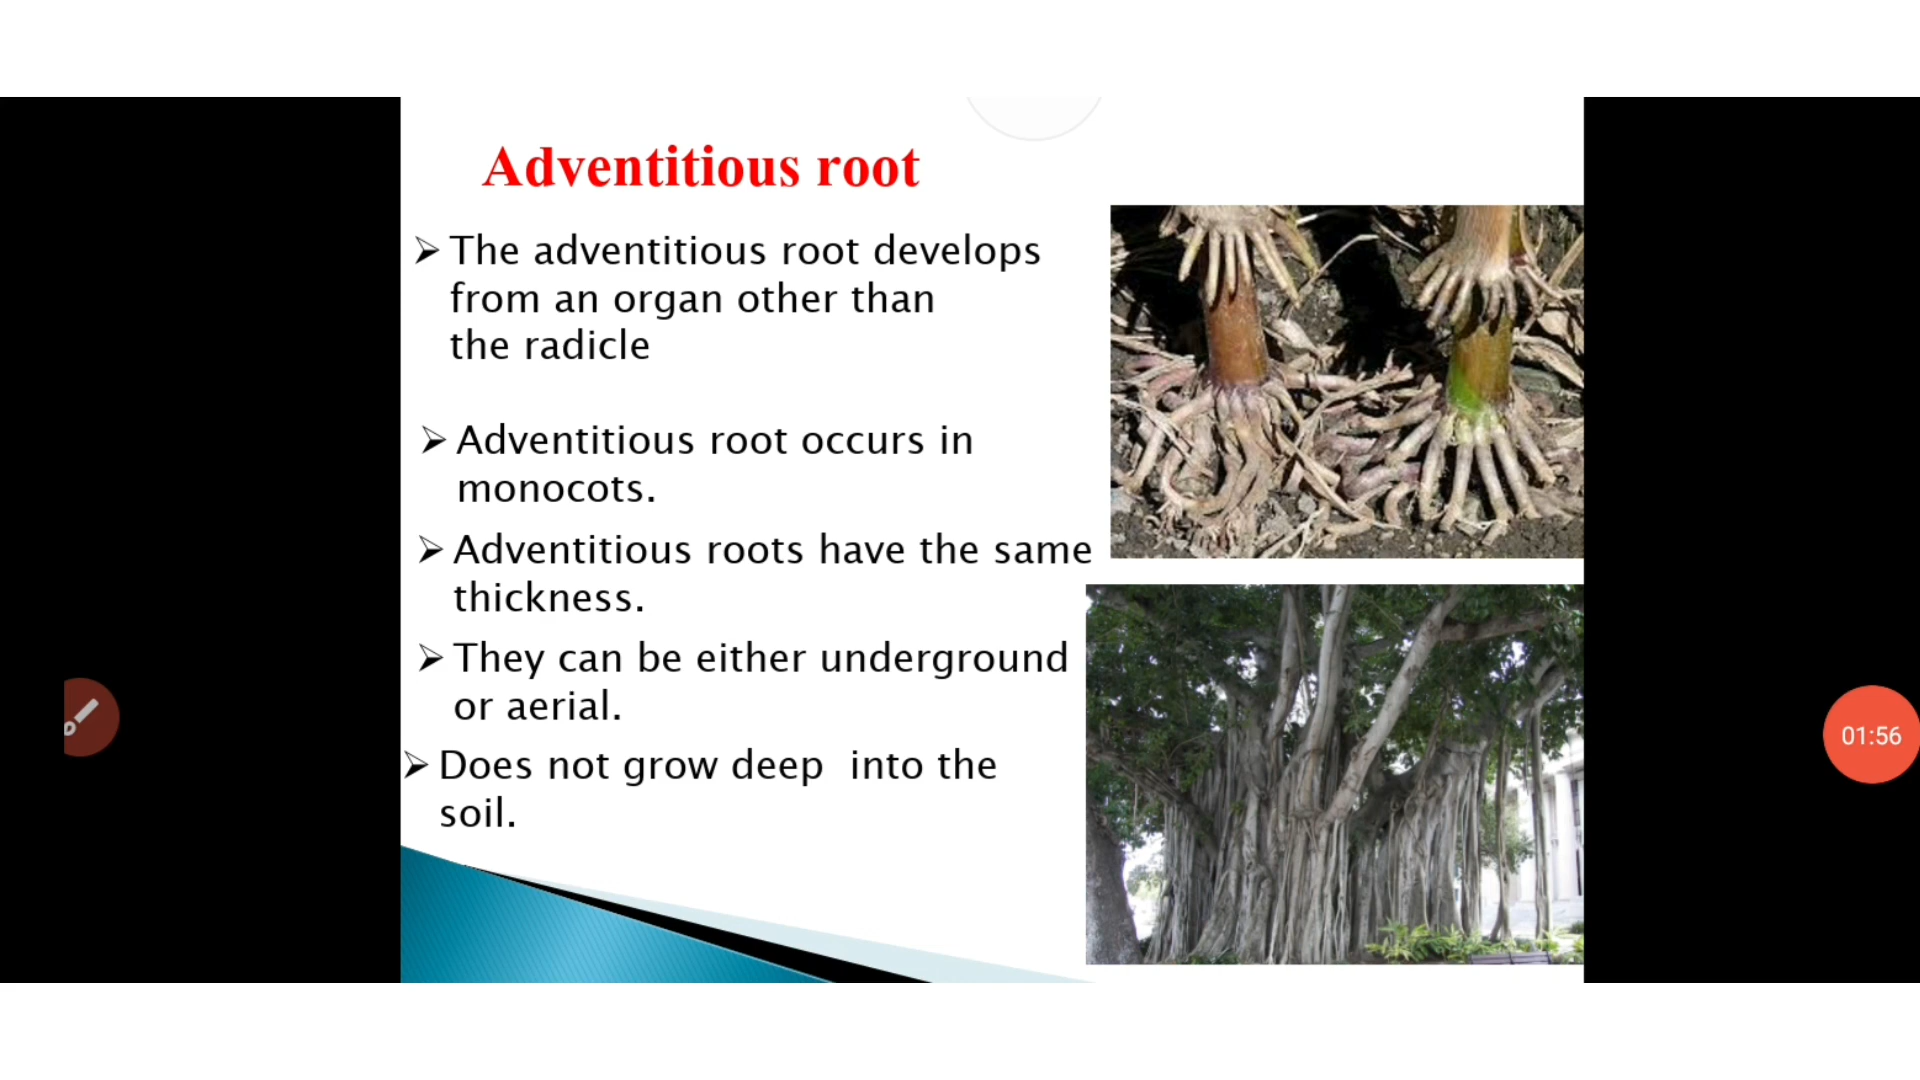 Adventitious root
➢ The adventitious root develops
from an organ other than
the radicle
➢ Adventitious root occurs in
monocots.
➢ Adventitious roots have the same
thickness.
➢ They can be either underground
or aerial.
➢ Does not grow deep  into the
soil.
01:56